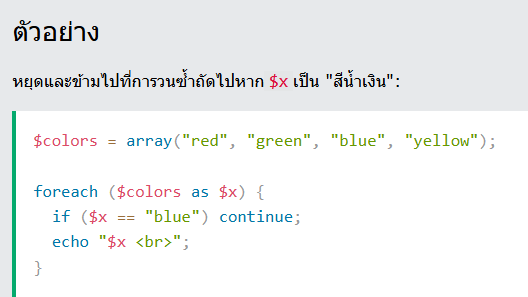 ตัวอย่าง
หยุดและข้ามไปที่การวนซ้ำถัดไปหาก $x เป็น "สีน้ำเงิน":
$colors = array("red", "green", "blue", "yellow");
foreach ($colors as $x) {
  if ($x == "blue") continue;
  echo "$x <br>";
}